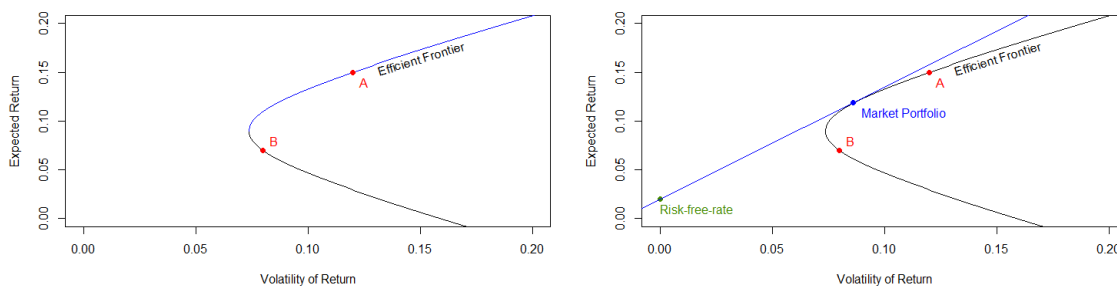 Expected Return
0.20
0.15
0.10
0.05
0.00
Efficient Frontier
A
B
0.00 0.05 0.10 0.15 0.20
Volatility of Return
Expected Return
0.20
0.15
0.10
0.05
0.00
Efficient Frontier
A
Market Portfolio
B
Risk-free-rate
0.00 0.05 0.10 0.15 0.20
Volatility of Return